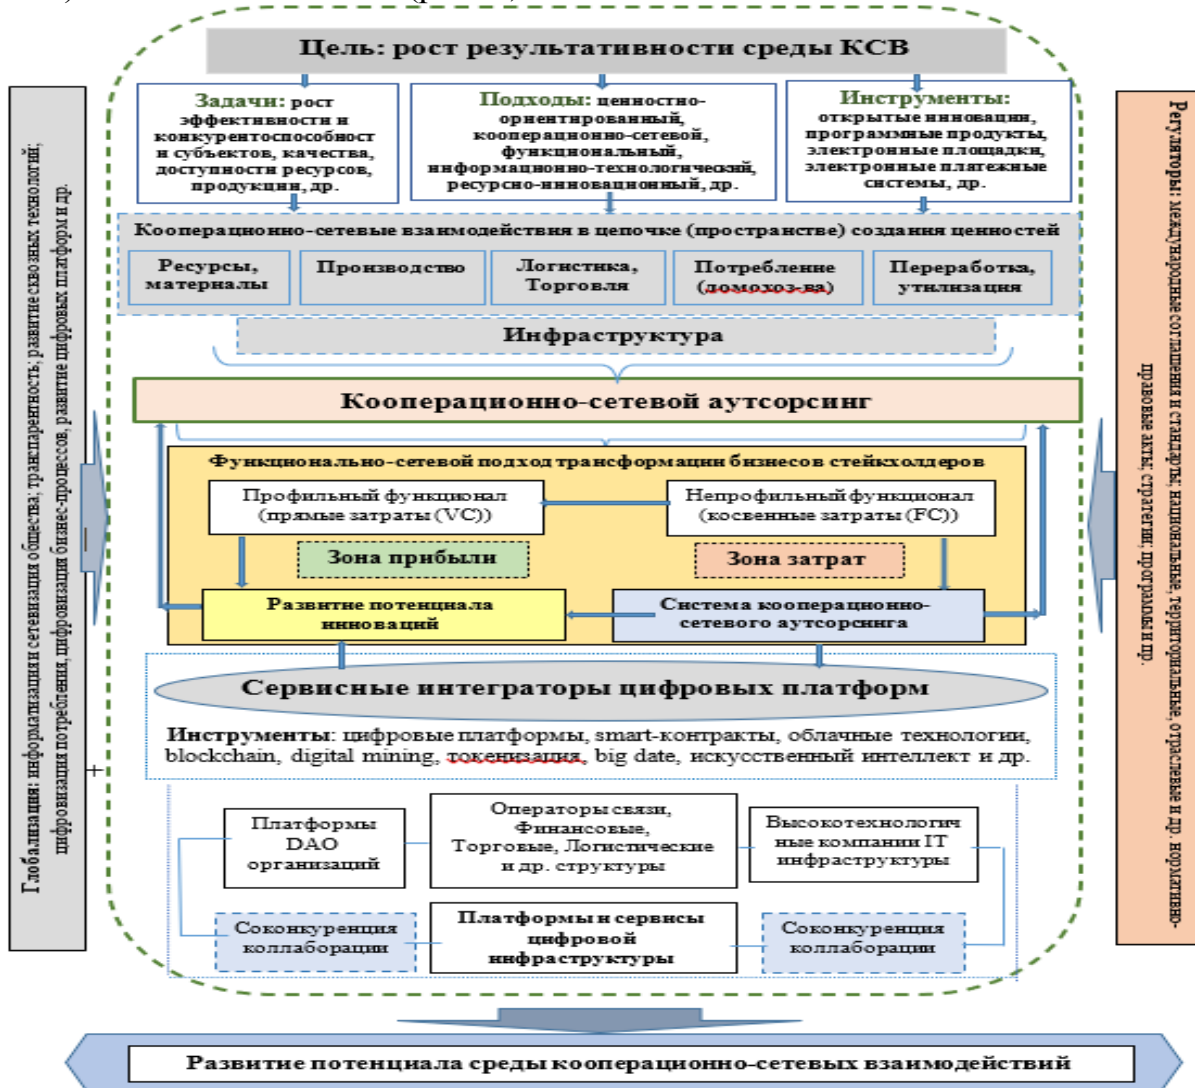 Цель: рост результативности среды КСВ
Задачи: рост
эффективности и
конкурентоспособност
и субъектов, качества,
доступности ресурсов,
продукции, др.
Подходы: ценностно-
ориентированный,
кооперационно-сетевой,
функциональный,
информационно-технологический,
ресурсно-инновационный, др.
Инструменты:
открытые инновации,
программные продукты,
электронные площадки,
электронные платежные
системы, др.
Кооперационно-сетевые взаимодействия в цепочке (пространстве) создания ценностей
Ресурсы,
материалы
Производство
Логистика,
Торговля
Потребление
(домохоз-ва)
Переработка,
утилизация
Инфраструктура
Кооперационно-сетевой аутсорсинг
Функционально-сетевой подход трансформации бизнесов стейкхолдеров
Профильный функционал
(прямые затраты (VC))
Непрофильный функционал
(косвенные затраты (FC))
Зона прибыли
Зона затрат
Развитие потенциала
инноваций
Система кооперационно-
сетевого аутсорсинга
Сервисные интеграторы цифровых платформ
Инструменты: цифровые платформы, smart-контракты, облачные технологии,
blockchain, digital mining, токенизация, big date, искусственный интеллект и др.
Платформы
DAO
организаций
Операторы связи,
Финансовые,
Торговые, Логистические
и др. структуры
Высокотехнологич
ные компании IT
инфраструктуры
Соконкуренция
коллаборации
Платформы и сервисы
цифровой
инфраструктуры
Соконкуренция
коллаборации
Развитие потенциала среды кооперационно-сетевых взаимодействий
Глобализация: информатизация и сетевизация общества; транспарентность; развитие сквозных технологий;
цифровизация потребления, цифровизация бизнес-процессов, развитие цифровых платформ и др.
Регуляторы: международные соглашения и стандарты; национальные, территориальные, отраслевые и др. нормативно-
правовые акты; стратегии; программы и пр.